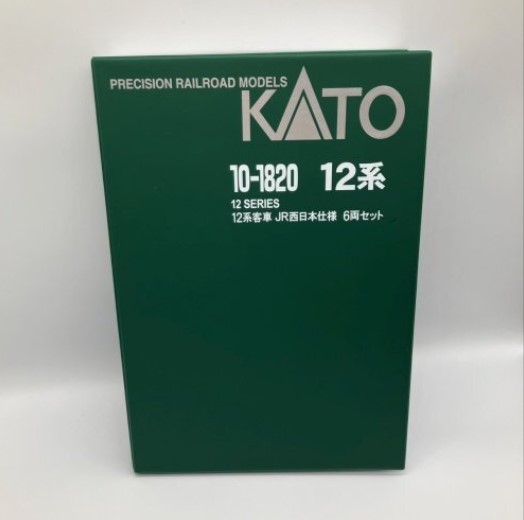 PRECISION RAILROAD MODELS
KATO
10-1820 12系
12 SERIES
12系客車 JR西日本仕様 6両セット